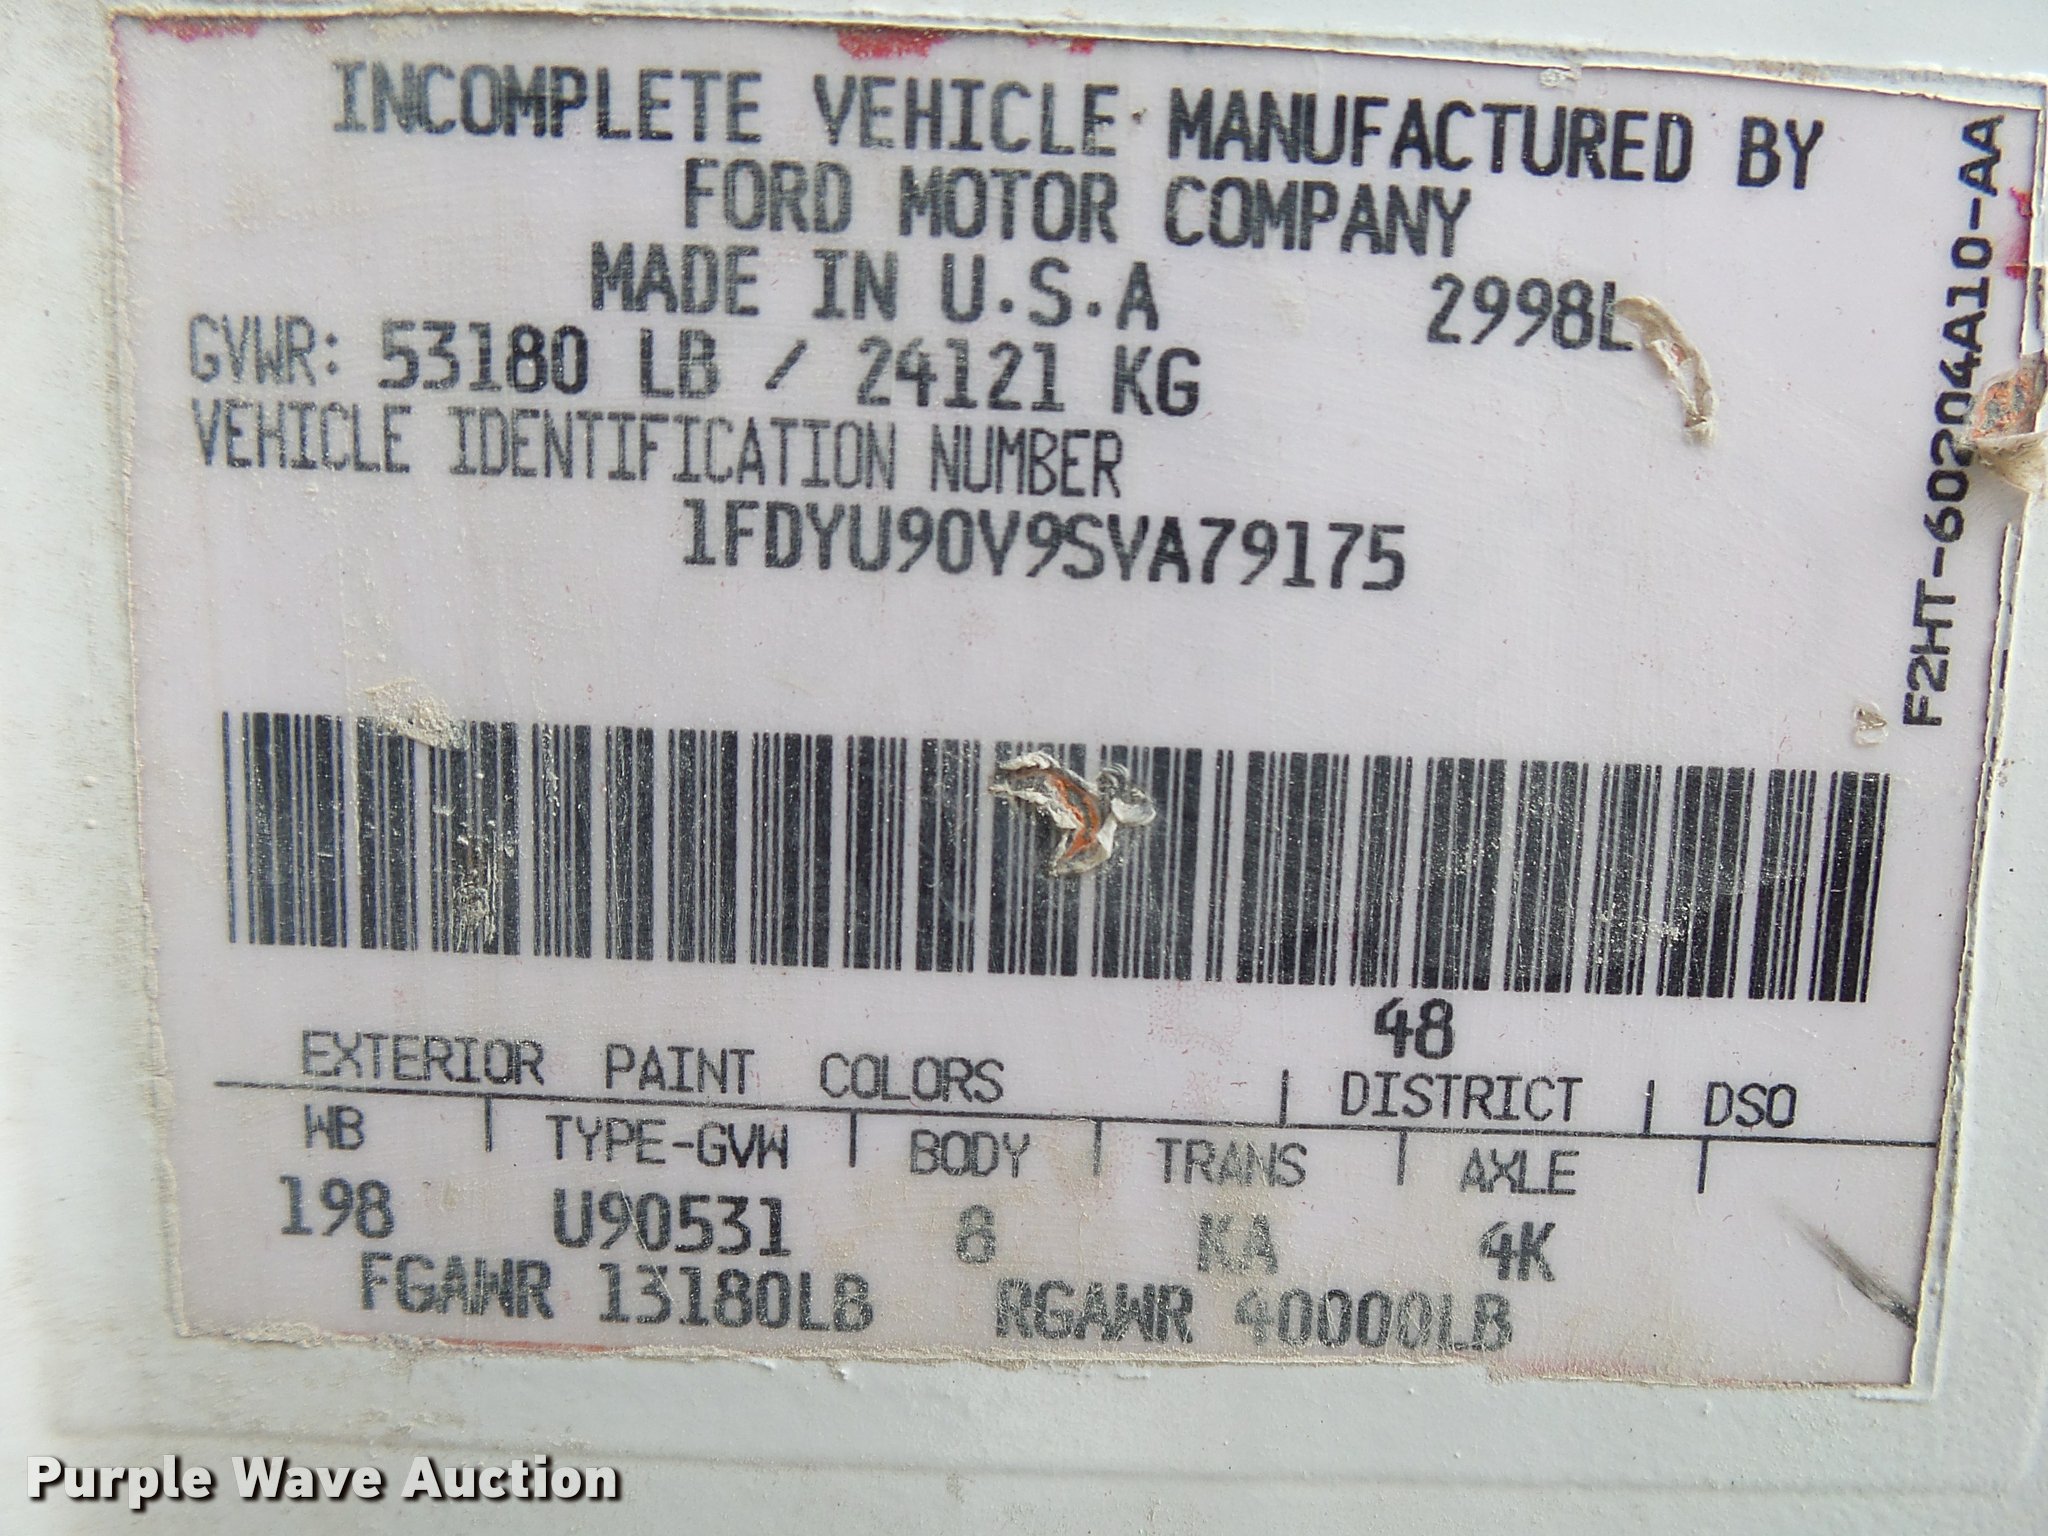 INCOMPLETE VEHICLE MANUFACTURED BY
FORD MOTOR COMPANY
MADE IN U.S.A
2998L
GVWR: 53180 LB / 24121 KG
VEHICLE IDENTIFICATION NUMBER
1FDYU90V9SVA79175
F2HT-60204A10-AA
48
EXTERIOR PAINT COLORS | DISTRICT | DSO
WB | TYPE-GVW | BODY | TRANS | AXLE |
198 U90531 8 KA 4K
FGAWR 13180LB RGAWR 40000LB
Purple Wave Auction